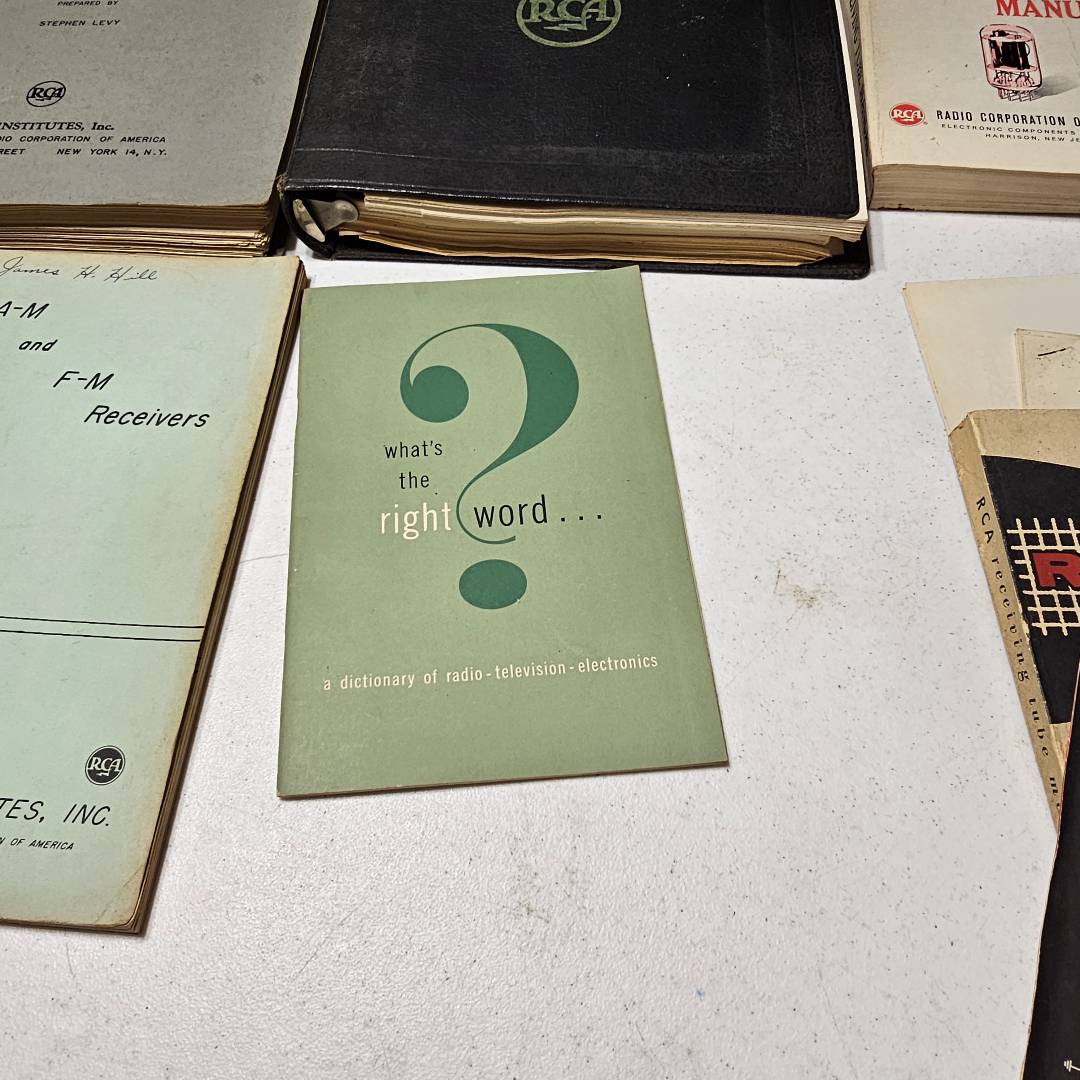 PREPARED BY
STEPHEN LEVY
RCA
INSTITUTES, Inc.
RADIO CORPORATION OF AMERICA
STREET NEW YORK 14, N.Y.
RCA
MANU
RCA
RADIO CORPORATION O
ELECTRONIC COMPONENTS
HARRISON, NEW JE
James H. Hill
A-M
and
F-M
Receivers
RCA
TES, INC.
N OF AMERICA
what's
the
right word...
a dictionary of radio-television-electronics
RCA receiving tube m
R